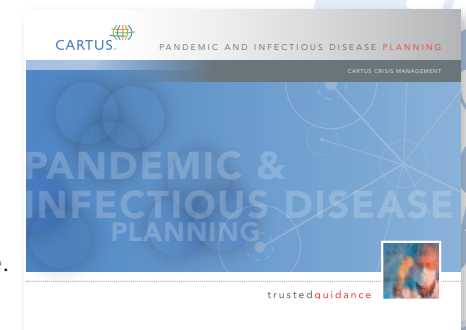 CARTUS.
PANDEMIC AND INFECTIOUS DISEASE PLANNING
CARTUS CRISIS MANAGEMENT
PANDEMIC &
INFECTIOUS DISEASE
PLANNING
trustedguidance